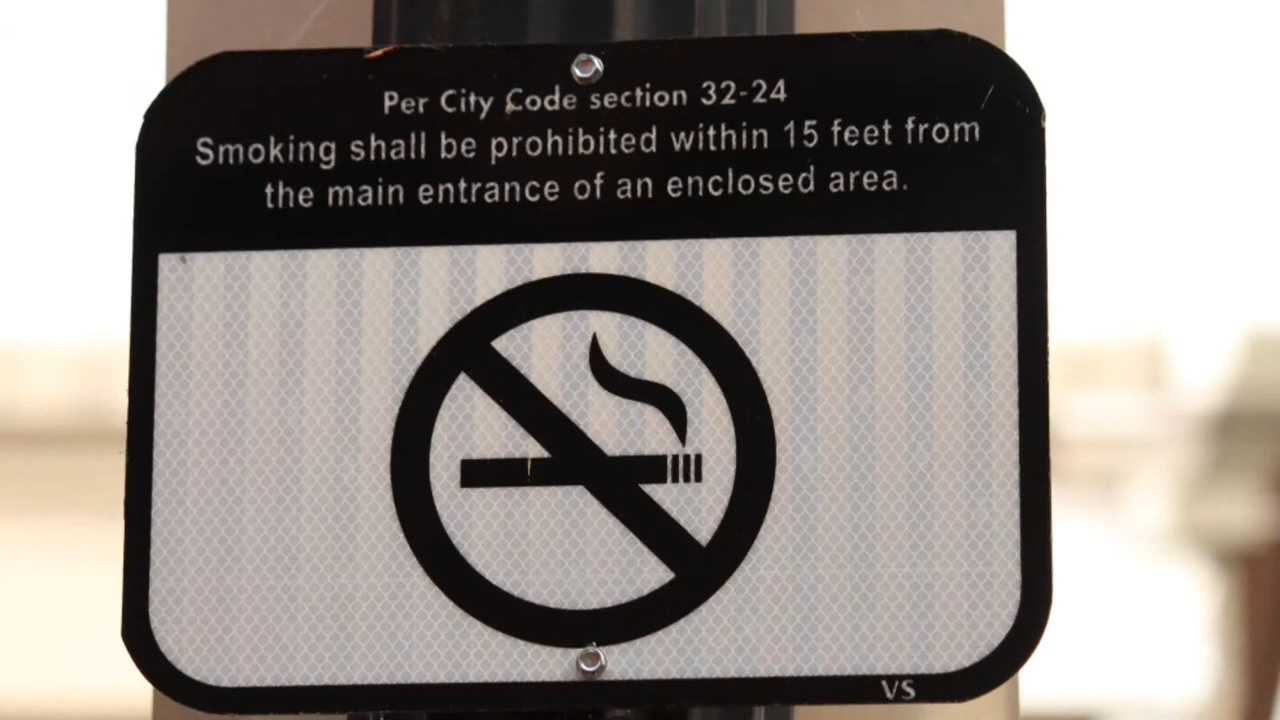 Per City Code section 32-24
Smoking shall be prohibited within 15 feet from
the main entrance of an enclosed area.
VS